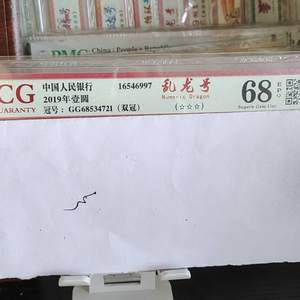 PMG China - People's Republic
CG
UARANTY
中国人民银行 16546997
2019年壹圆
冠号：GG68534721（双冠）
乱龙号
Numeric Dragon
(☆☆☆)
68 EPQ
Superb Gem Unc